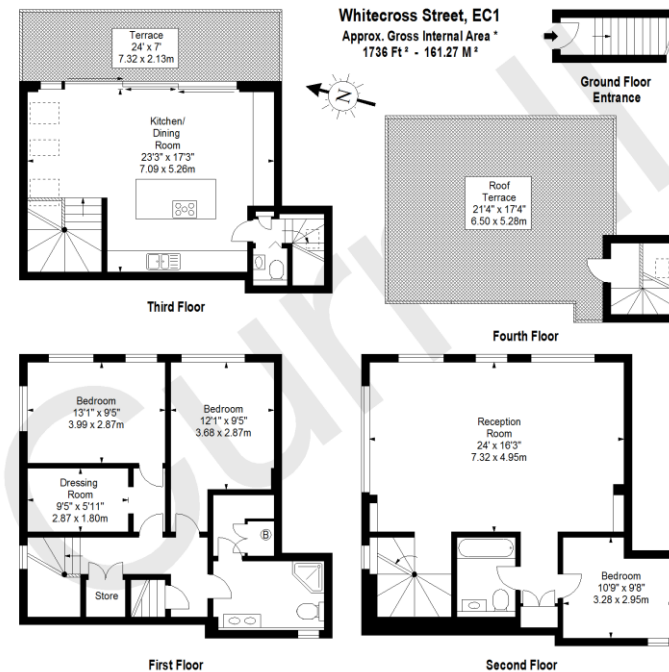 Whitecross Street, EC1
Approx. Gross Internal Area *
1736 Ft ² - 161.27 M ²
Ground Floor
Entrance
Terrace
24' x 7'
7.32 x 2.13m
N
Kitchen/
Dining
Room
23'3" x 17'3"
7.09 x 5.26m
Third Floor
Roof
Terrace
21'4" x 17'4"
6.50 x 5.28m
Fourth Floor
Bedroom
13'1" x 9'5"
3.99 x 2.87m
Bedroom
12'1" x 9'5"
3.68 x 2.87m
Dressing
Room
9'5" x 5'11"
2.87 x 1.80m
B
Store
First Floor
Reception
Room
24' x 16'3"
7.32 x 4.95m
Bedroom
10'9" x 9'8"
3.28 x 2.95m
Second Floor